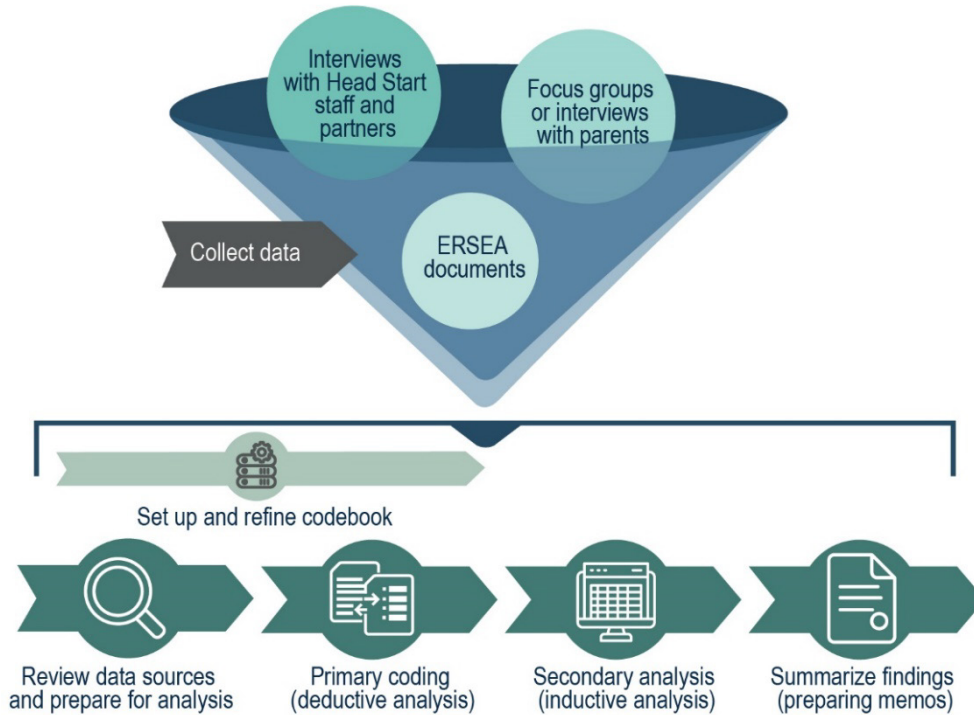 Interviews
with Head Start
staff and
partners
Focus groups
or interviews
with parents
Collect data
ERSEA
documents
Set up and refine codebook
Review data sources
and prepare for analysis
Primary coding
(deductive analysis)
Secondary analysis
(inductive analysis)
Summarize findings
(preparing memos)